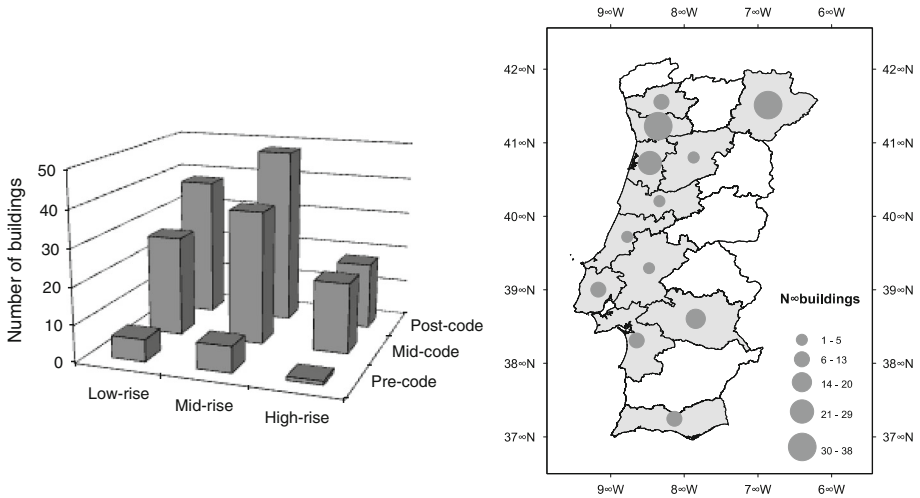 Number of buildings
50
40
30
20
10
0
Low-rise
Mid-rise
High-rise
Post-code
Mid-code
Pre-code
9∞W 8∞W 7∞W 6∞W
42∞N 42∞N
41∞N 41∞N
40∞N 40∞N
39∞N 39∞N
38∞N 38∞N
37∞N 37∞N
N∞buildings
1 - 5
6 - 13
14 - 20
21 - 29
30 - 38
9∞W 8∞W 7∞W 6∞W